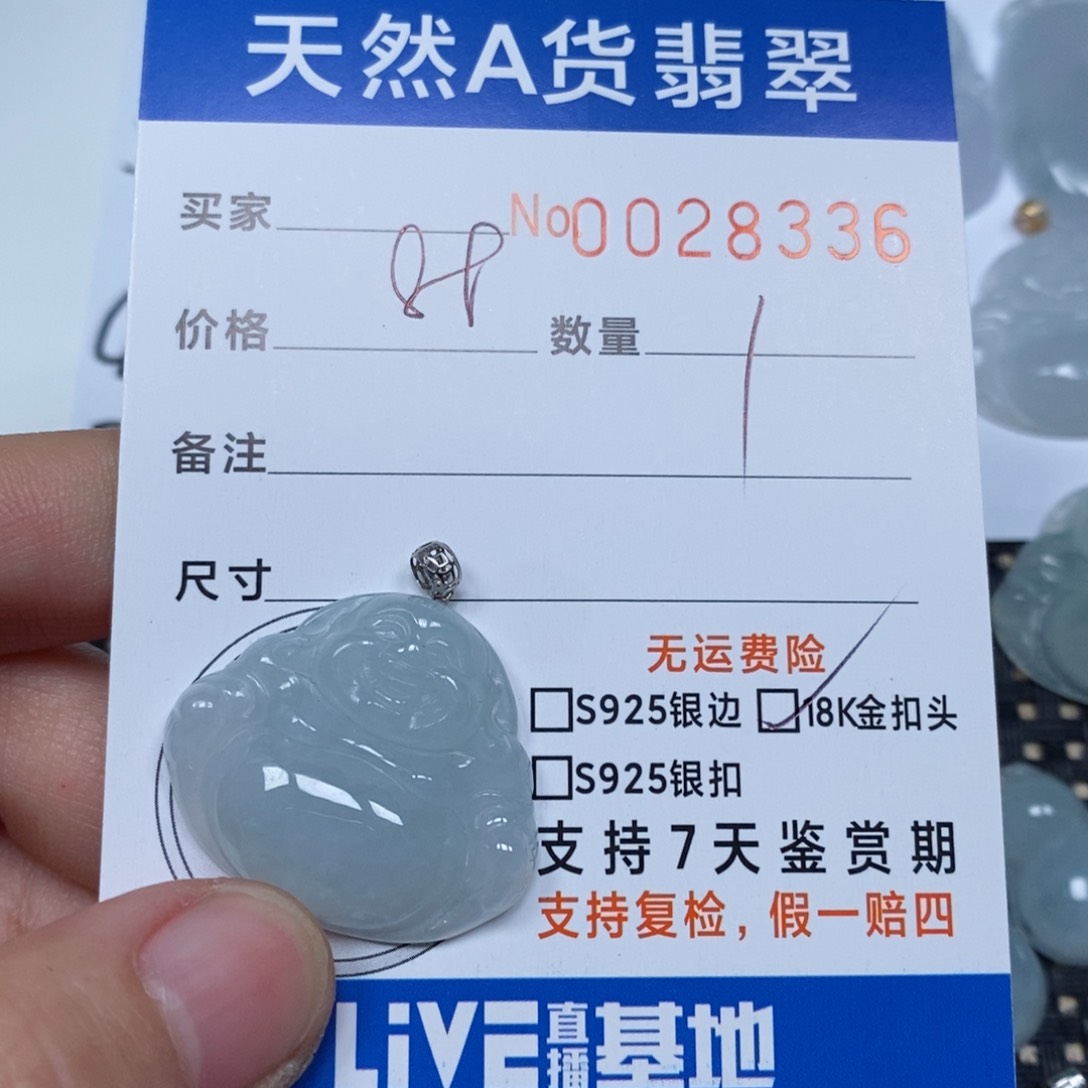 天然A货翡翠
买家 No 0028336
价格 数量 1
备注
尺寸
无运费险
□S925银边 ☑18K金扣头
□S925银扣
支持7天鉴赏期
支持复检，假一赔四
LiVE直播基地